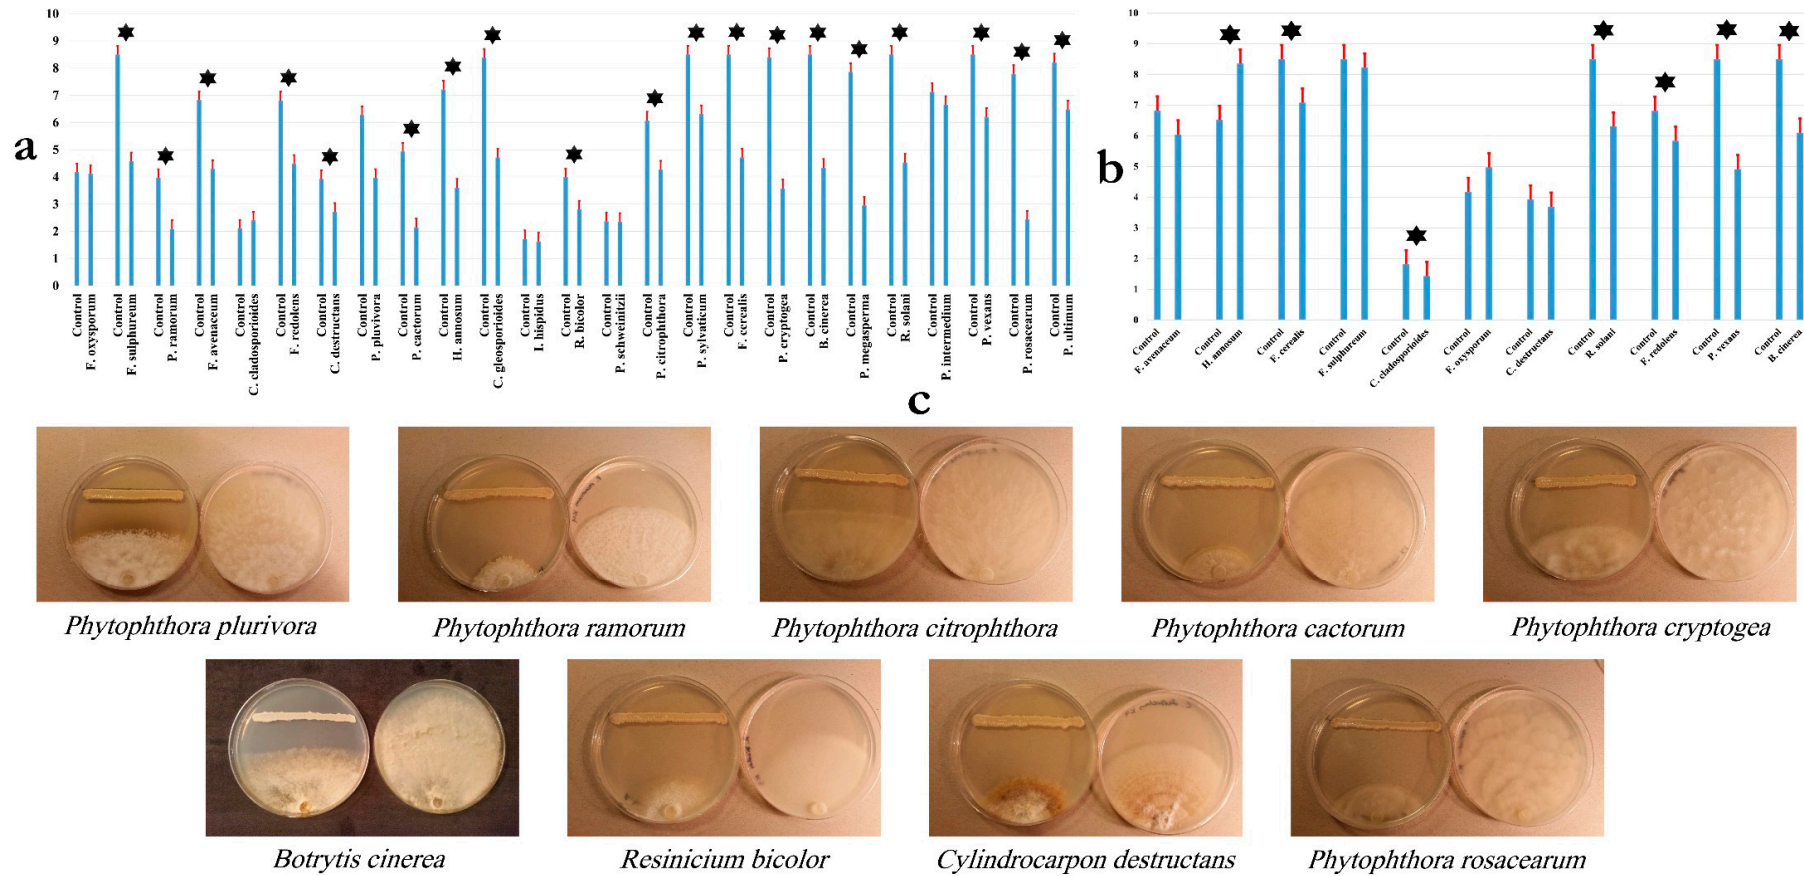 a
10
9
8
7
6
5
4
3
2
1
0
Control
F. oxysporum
Control
F. sulphureum
Control
P. ramorum
Control
F. avenaceum
Control
C. cladosporioides
Control
F. redolens
Control
C. destructans
Control
P. pluvivora
Control
P. cactorum
Control
H. annosum
Control
C. gleosporioides
Control
I. hispidus
Control
R. bicolor
Control
P. schweinitzii
Control
P. citrophthora
Control
P. sylvaticum
Control
F. cerealis
Control
P. cryptogea
Control
B. cinerea
Control
P. megasperma
Control
R. solani
Control
P. intermedium
Control
P. vexans
Control
P. rosacearum
Control
P. ultimum
b
10
9
8
7
6
5
4
3
2
1
0
Control
F. avenaceum
Control
H. annosum
Control
F. cerealis
Control
F. sulphureum
Control
C. cladosporioides
Control
F. oxysporum
Control
C. destructans
Control
R. solani
Control
F. redolens
Control
P. vexans
Control
B. cinerea
c
Phytophthora plurivora
Phytophthora ramorum
Phytophthora citrophthora
Phytophthora cactorum
Phytophthora cryptogea
Botrytis cinerea
Resinicium bicolor
Cylindrocarpon destructans
Phytophthora rosacearum